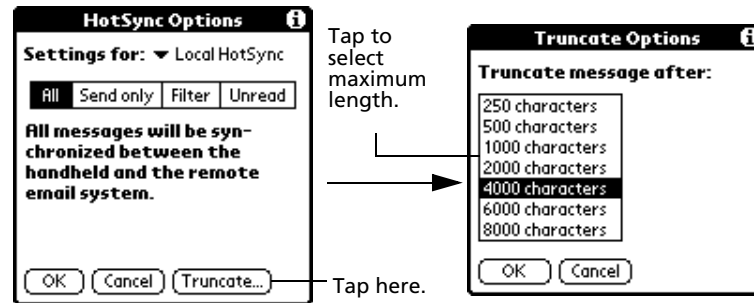 HotSync Options
Settings for: Local HotSync
All Send only Filter Unread
All messages will be syn-
chronized between the
handheld and the remote
email system.
OK Cancel Truncate...
Tap to
select
maximum
length.
Tap here.
Truncate Options
Truncate message after:
250 characters
500 characters
1000 characters
2000 characters
4000 characters
6000 characters
8000 characters
OK Cancel